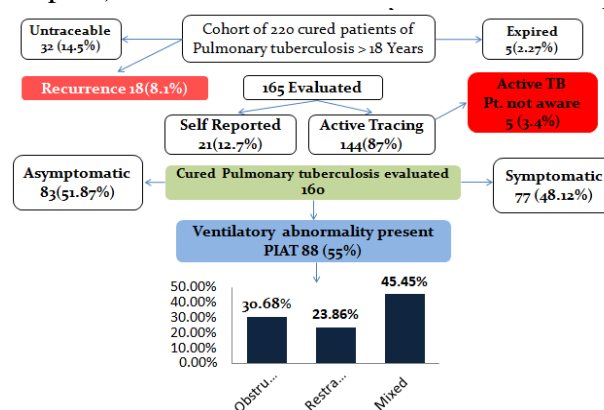 Untraceable
32 (14.5%)
Cohort of 220 cured patients of
Pulmonary tuberculosis > 18 Years
Expired
5(2.27%)
Recurrence 18(8.1%)
165 Evaluated
Active TB
Pt. not aware
5 (3.4%)
Self Reported
21(12.7%)
Active Tracing
144(87%)
Asymptomatic
83(51.87%)
Cured Pulmonary tuberculosis evaluated
160
Symptomatic
77 (48.12%)
Ventilatory abnormality present
PIAT 88 (55%)
50.00%
40.00%
30.00%
20.00%
10.00%
0.00%
30.68%
23.86%
45.45%
Obstru...
Restra...
Mixed